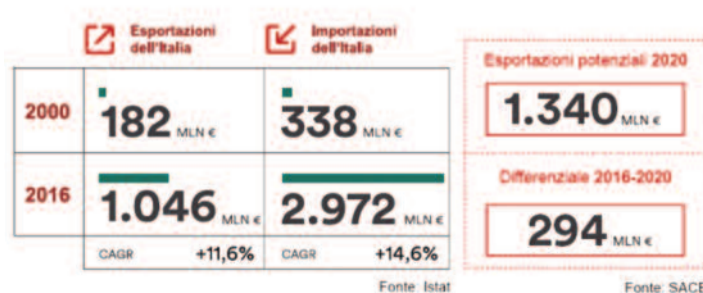 Esportazioni
dell'Italia
Importazioni
dell'Italia
2000
182 MLN €
338 MLN €
2016
1.046 MLN €
2.972 MLN €
CAGR +11,6%
CAGR +14,6%
Fonte: Istat
Esportazioni potenziali 2020
1.340 MLN €
Differenziale 2016-2020
294 MLN €
Fonte: SACE